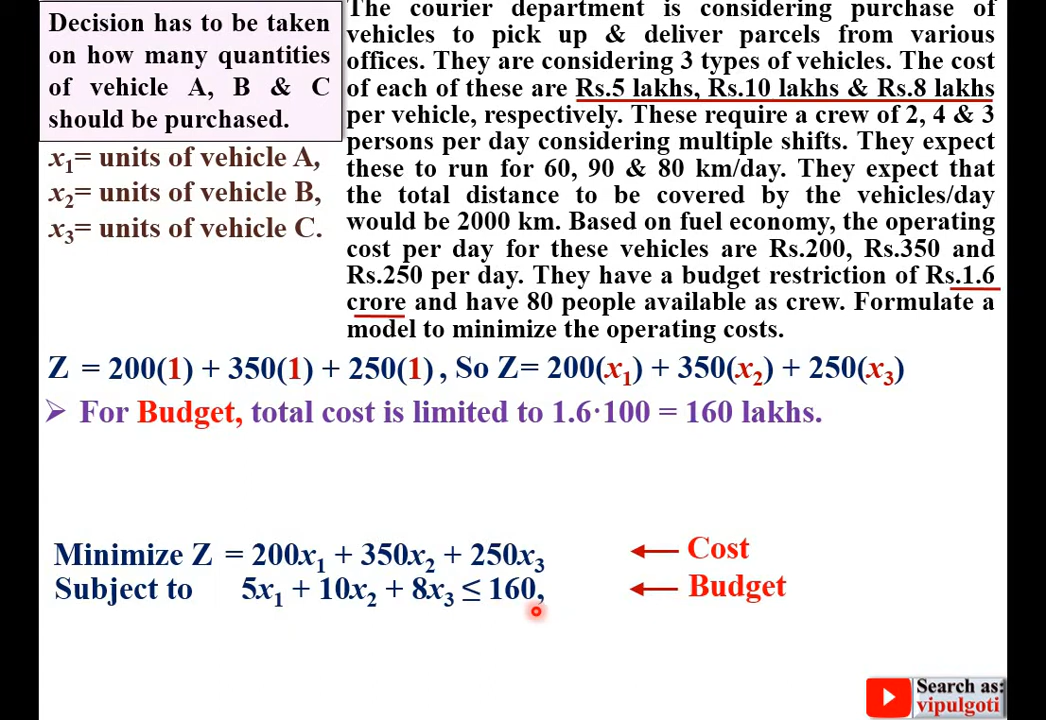 Decision has to be taken
on how many quantities
of vehicle A, B & C
should be purchased.
x₁= units of vehicle A,
x₂= units of vehicle B,
x₃= units of vehicle C.
The courier department is considering purchase of
vehicles to pick up & deliver parcels from various
offices. They are considering 3 types of vehicles. The cost
of each of these are Rs.5 lakhs, Rs.10 lakhs & Rs.8 lakhs
per vehicle, respectively. These require a crew of 2, 4 & 3
persons per day considering multiple shifts. They expect
these to run for 60, 90 & 80 km/day. They expect that
the total distance to be covered by the vehicles/day
would be 2000 km. Based on fuel economy, the operating
cost per day for these vehicles are Rs.200, Rs.350 and
Rs.250 per day. They have a budget restriction of Rs.1.6
crore and have 80 people available as crew. Formulate a
model to minimize the operating costs.
Z = 200(1) + 350(1) + 250(1), So Z= 200(x₁) + 350(x₂) + 250(x₃)
➢ For Budget, total cost is limited to 1.6·100 = 160 lakhs.
Minimize Z = 200x₁ + 350x₂ + 250x₃ ← Cost
Subject to 5x₁ + 10x₂ + 8x₃ ≤ 160, ← Budget
Search as:
vipulgoti